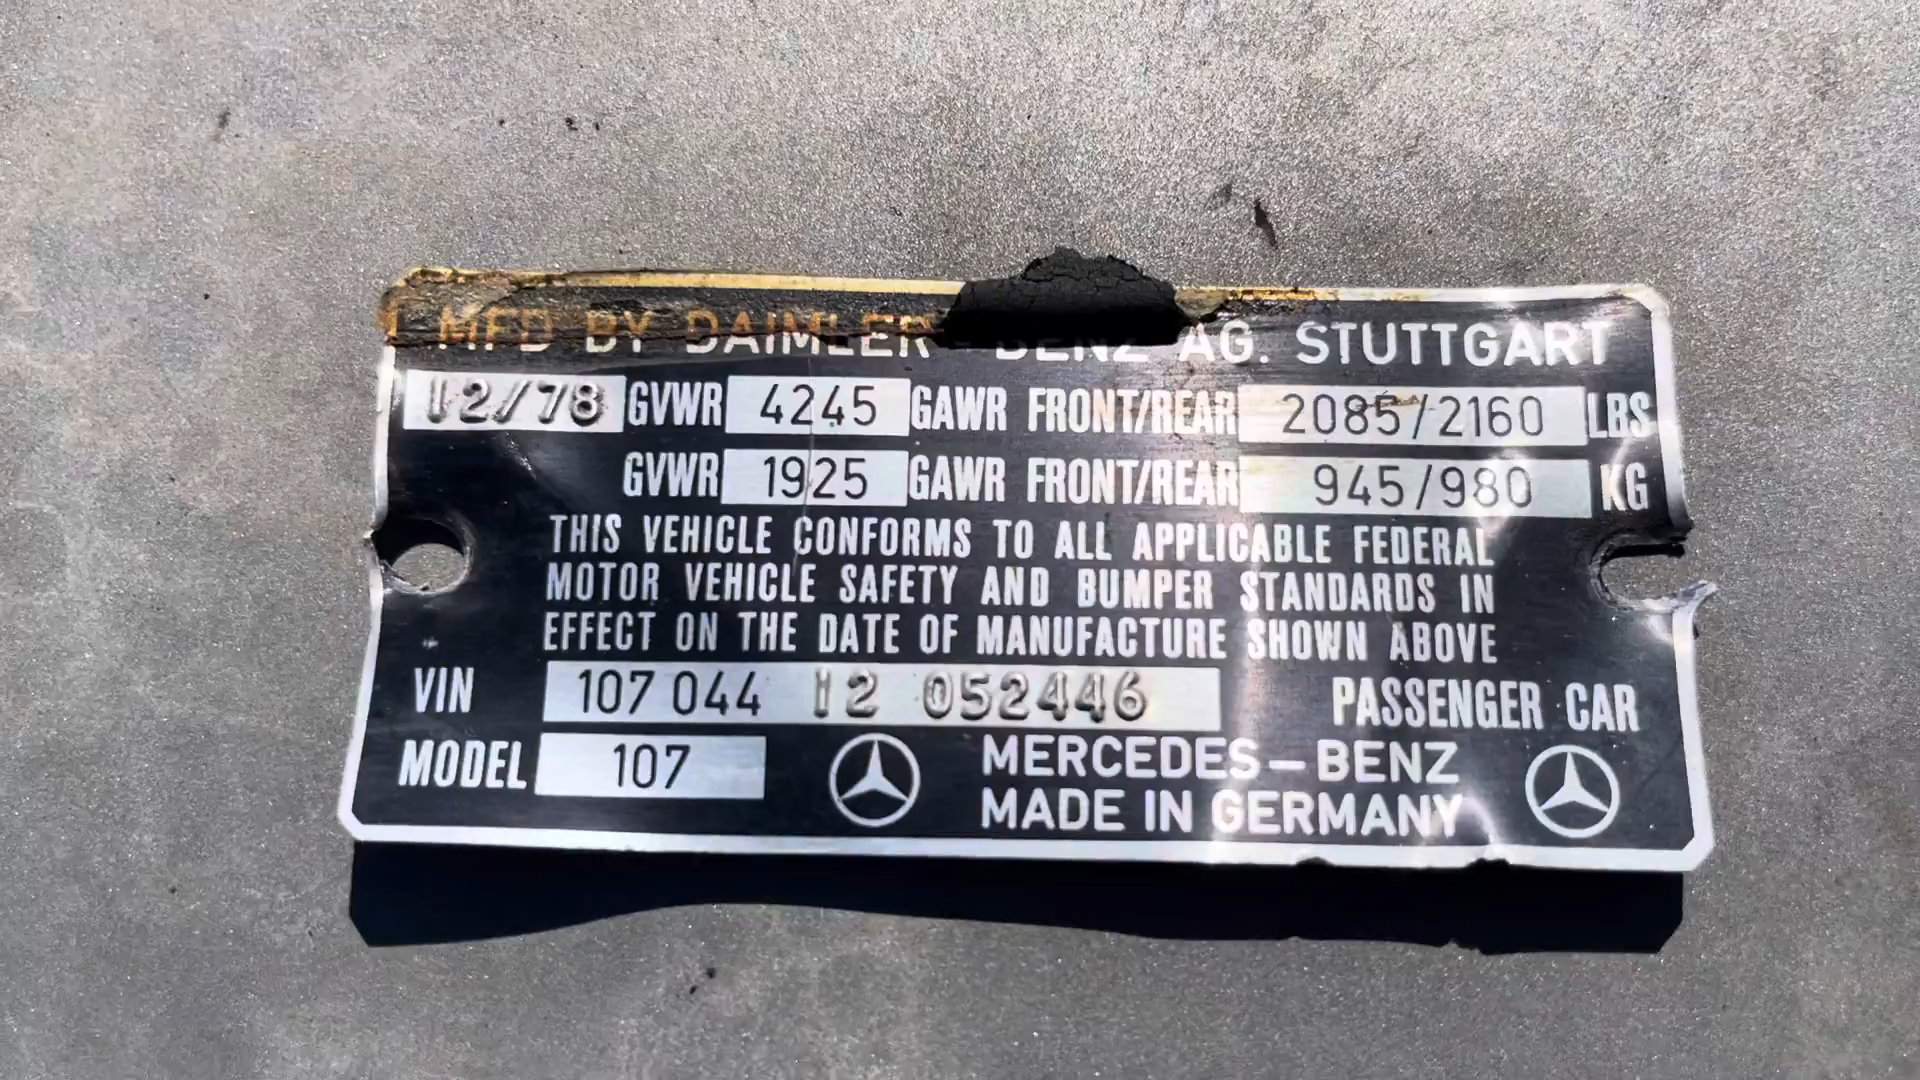 MFD BY DAIMLER - BENZ AG. STUTTGART
12/78 GVWR 4245 GAWR FRONT/REAR 2085/2160 LBS
GVWR 1925 GAWR FRONT/REAR 945/980 KG
THIS VEHICLE CONFORMS TO ALL APPLICABLE FEDERAL
MOTOR VEHICLE SAFETY AND BUMPER STANDARDS IN
EFFECT ON THE DATE OF MANUFACTURE SHOWN ABOVE
VIN 107 044 12 052446 PASSENGER CAR
MODEL 107 MERCEDES-BENZ
MADE IN GERMANY